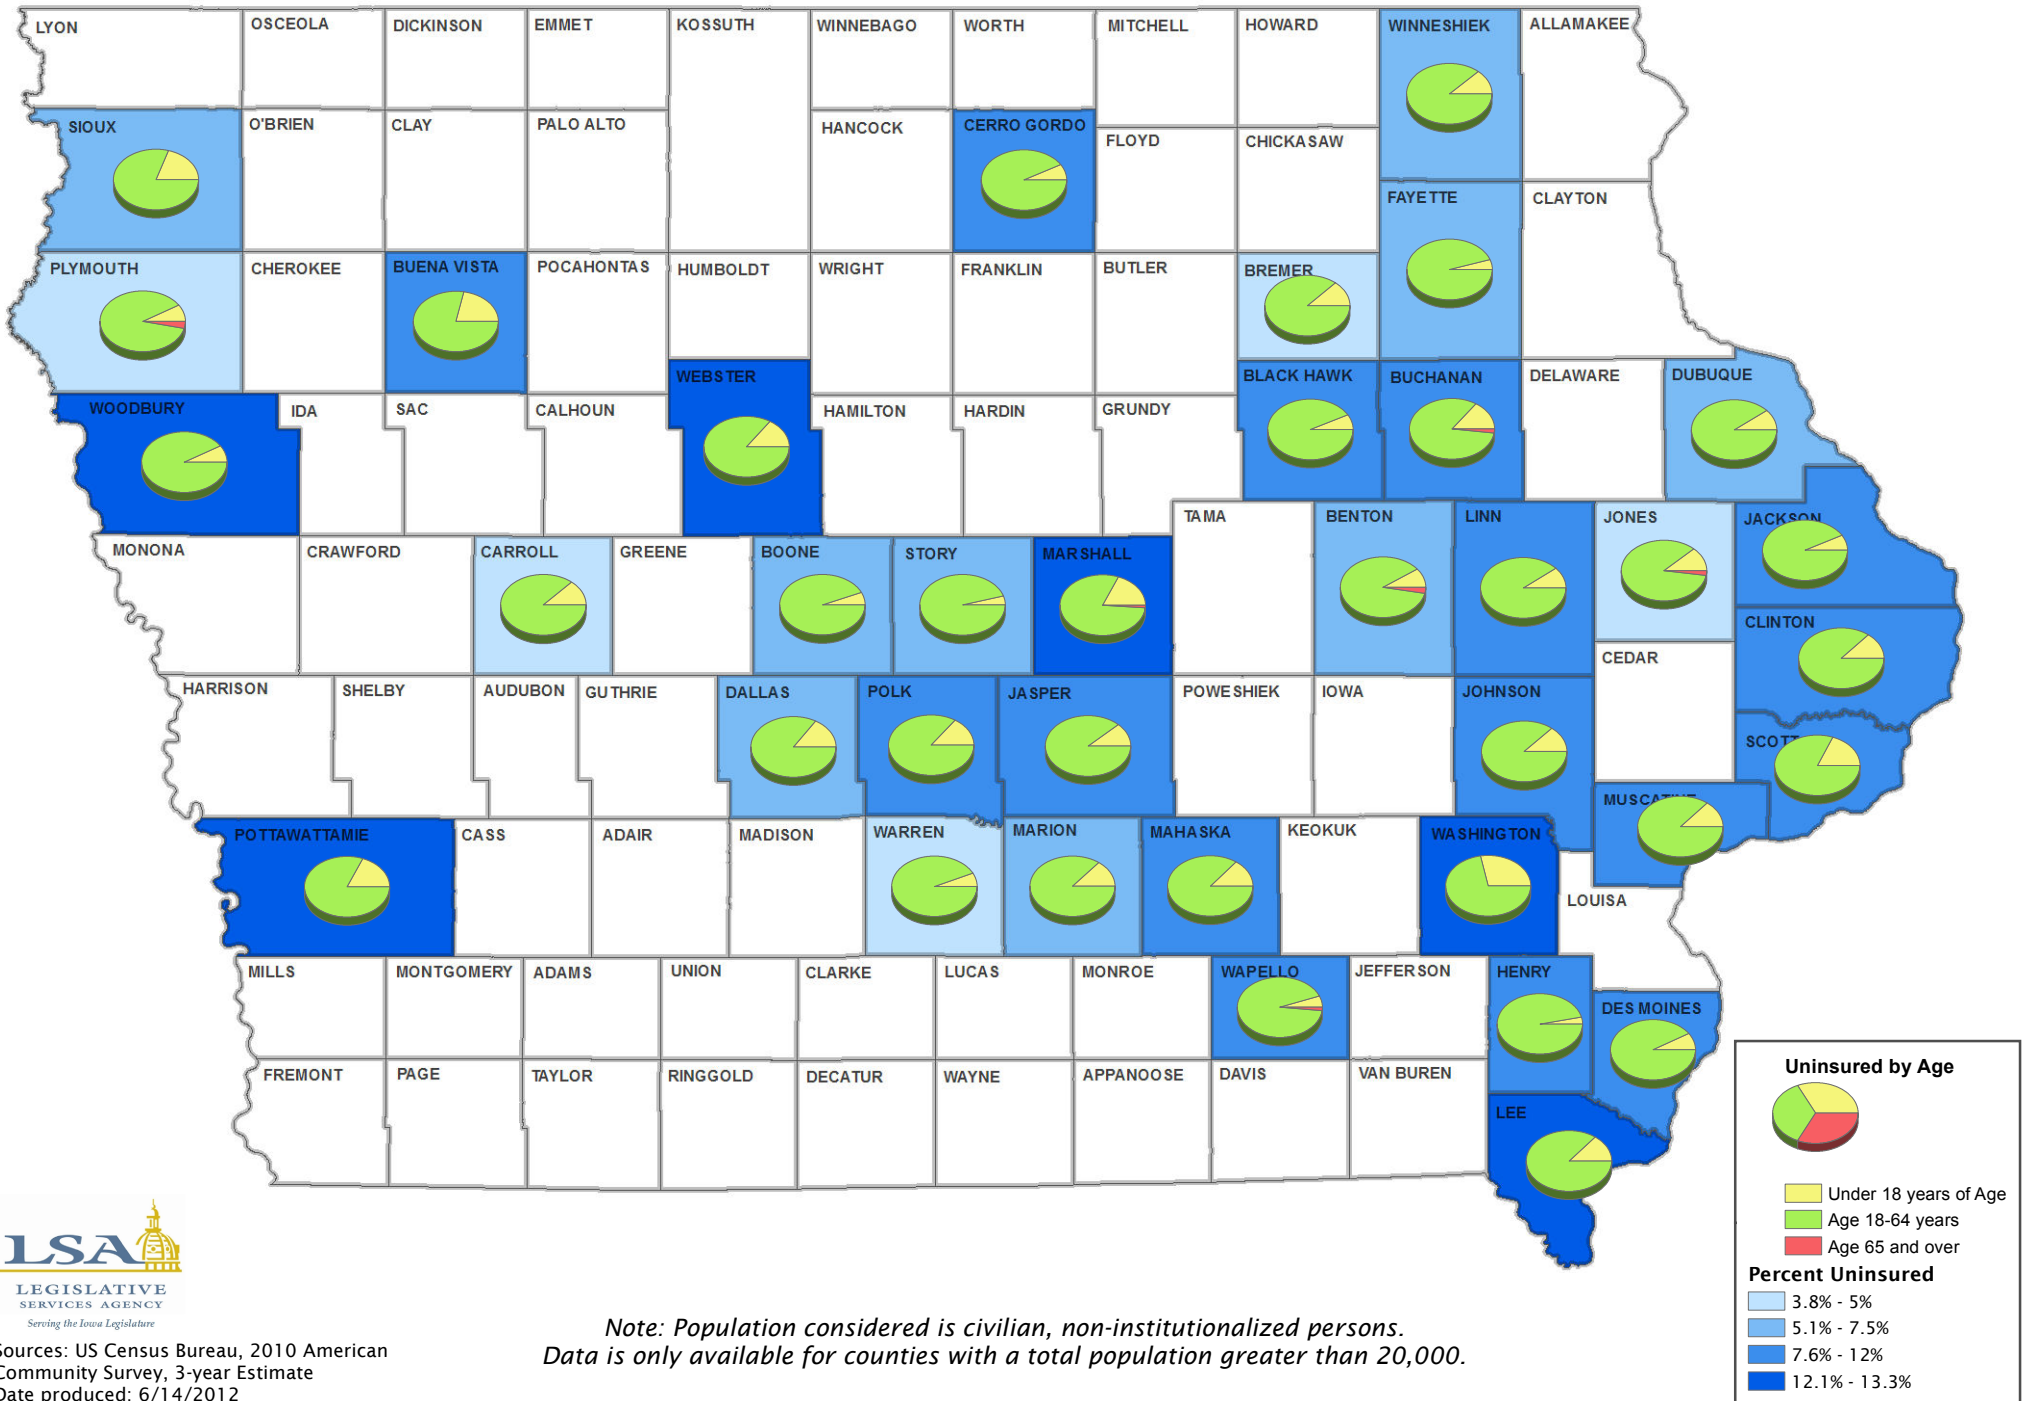 LYON
OSCEOLA
DICKINSON
EMMET
KOSSUTH
WINNEBAGO
WORTH
MITCHELL
HOWARD
WINNESHIEK
ALLAMAKEE
SIOUX
O'BRIEN
CLAY
PALO ALTO
HANCOCK
CERRO GORDO
FLOYD
CHICKASAW
FAYETTE
CLAYTON
PLYMOUTH
CHEROKEE
BUENA VISTA
POCAHONTAS
HUMBOLDT
WRIGHT
FRANKLIN
BUTLER
BREMER
WEBSTER
BLACK HAWK
BUCHANAN
DELAWARE
DUBUQUE
WOODBURY
IDA
SAC
CALHOUN
HAMILTON
HARDIN
GRUNDY
TAMA
BENTON
LINN
JONES
JACKSON
MONONA
CRAWFORD
CARROLL
GREENE
BOONE
STORY
MARSHALL
CLINTON
CEDAR
HARRISON
SHELBY
AUDUBON
GUTHRIE
DALLAS
POLK
JASPER
POWESHIEK
IOWA
JOHNSON
SCOTT
MUSCATINE
POTTAWATTAMIE
CASS
ADAIR
MADISON
WARREN
MARION
MAHASKA
KEOKUK
WASHINGTON
LOUISA
MILLS
MONTGOMERY
ADAMS
UNION
CLARKE
LUCAS
MONROE
WAPELLO
JEFFERSON
HENRY
DES MOINES
FREMONT
PAGE
TAYLOR
RINGGOLD
DECATUR
WAYNE
APPANOOSE
DAVIS
VAN BUREN
LEE
Uninsured by Age
Under 18 years of Age
Age 18-64 years
Age 65 and over
Percent Uninsured
3.8% - 5%
5.1% - 7.5%
7.6% - 12%
12.1% - 13.3%
LSA
LEGISLATIVE
SERVICES AGENCY
Serving the Iowa Legislature
Sources: US Census Bureau, 2010 American
Community Survey, 3-year Estimate
Date produced: 6/14/2012
Note: Population considered is civilian, non-institutionalized persons.
Data is only available for counties with a total population greater than 20,000.